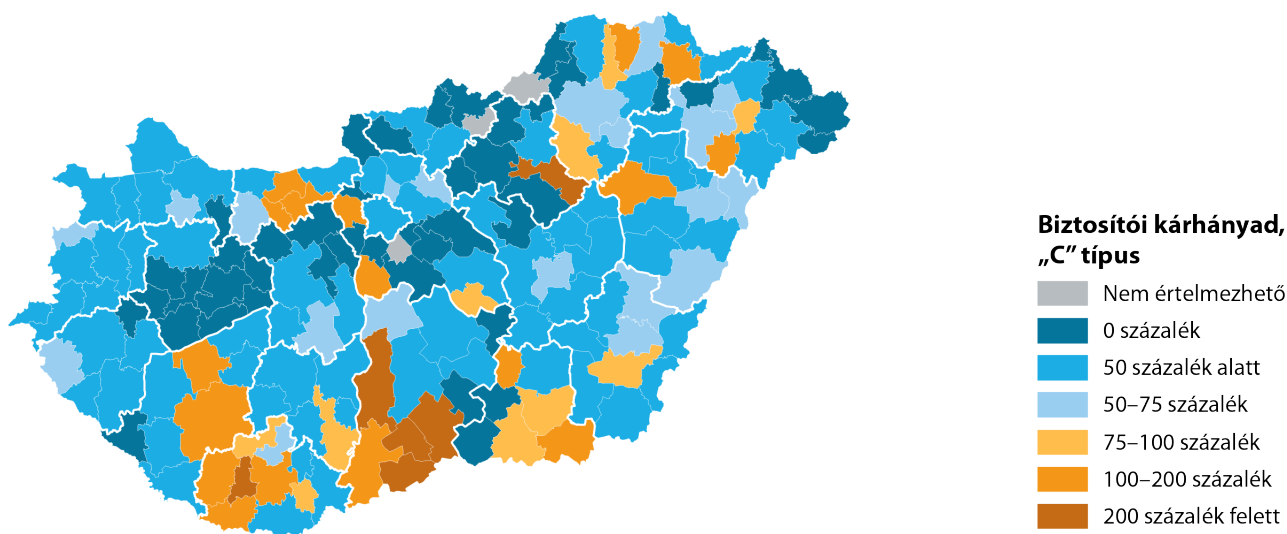 Biztosítói kárhányad,
„C” típus
Nem értelmezhető
0 százalék
50 százalék alatt
50–75 százalék
75–100 százalék
100–200 százalék
200 százalék felett